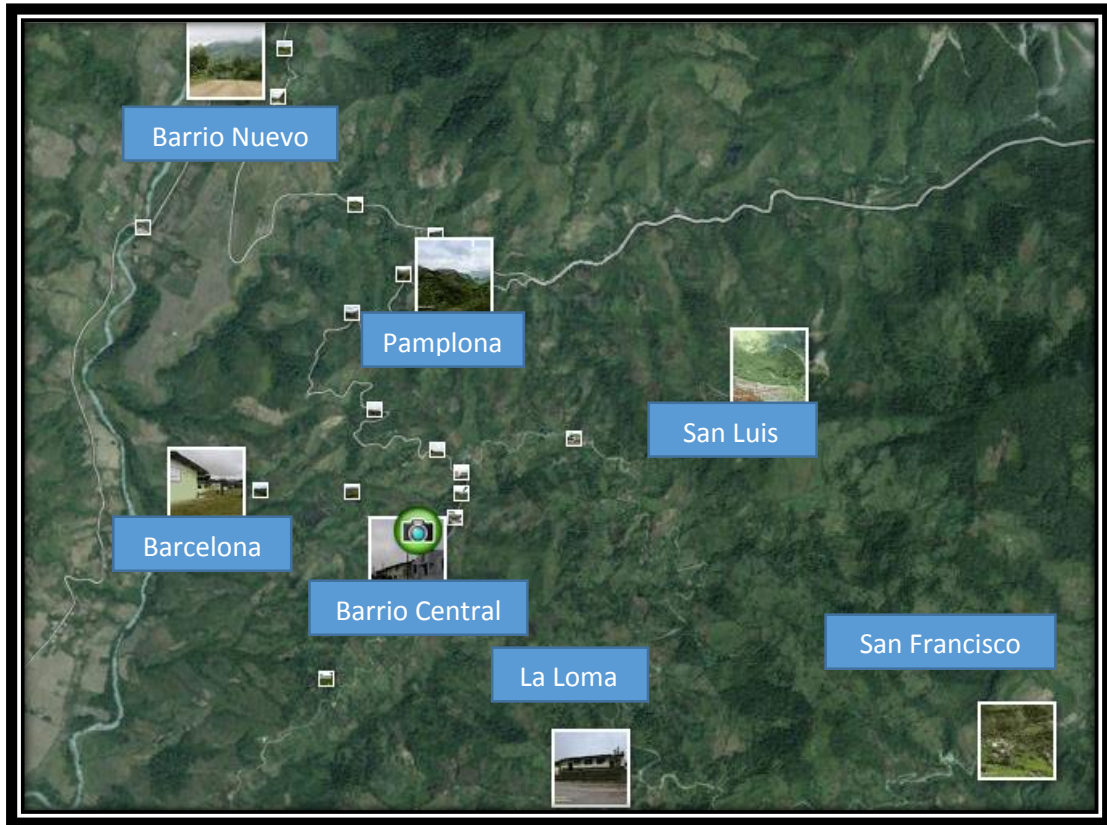 Barrio Nuevo
Pamplona
San Luis
Barcelona
Barrio Central
San Francisco
La Loma